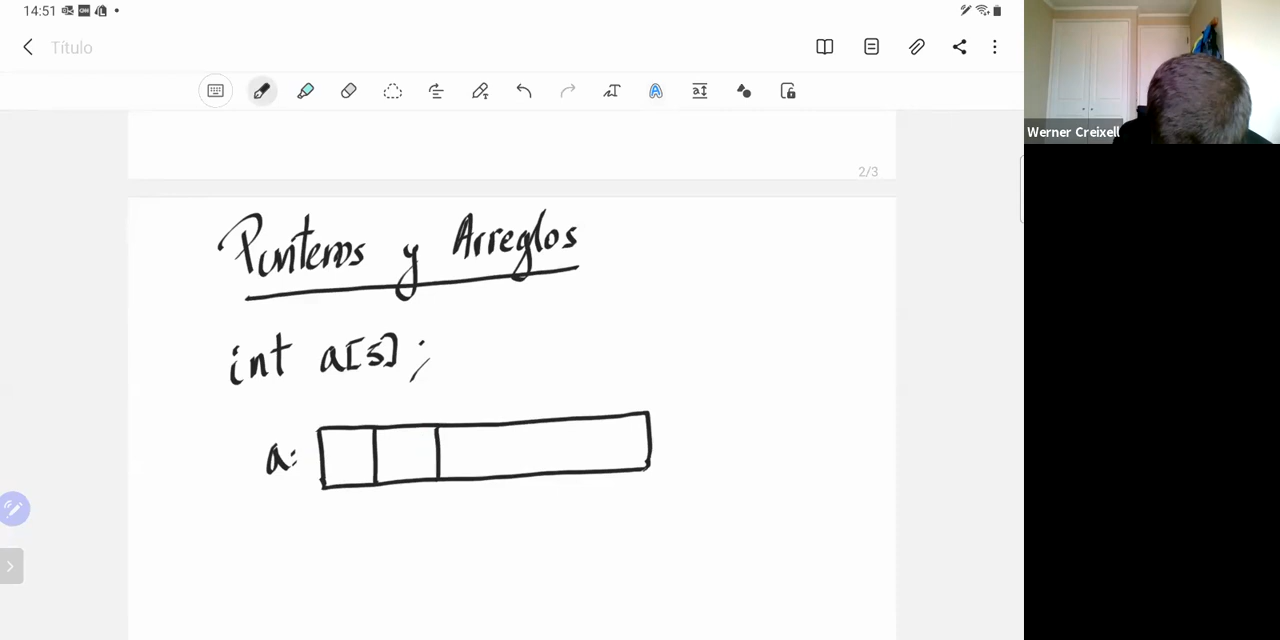 14:51
Título
2/3
Punteros y Arreglos
int a[5];
a:
Werner Creixell